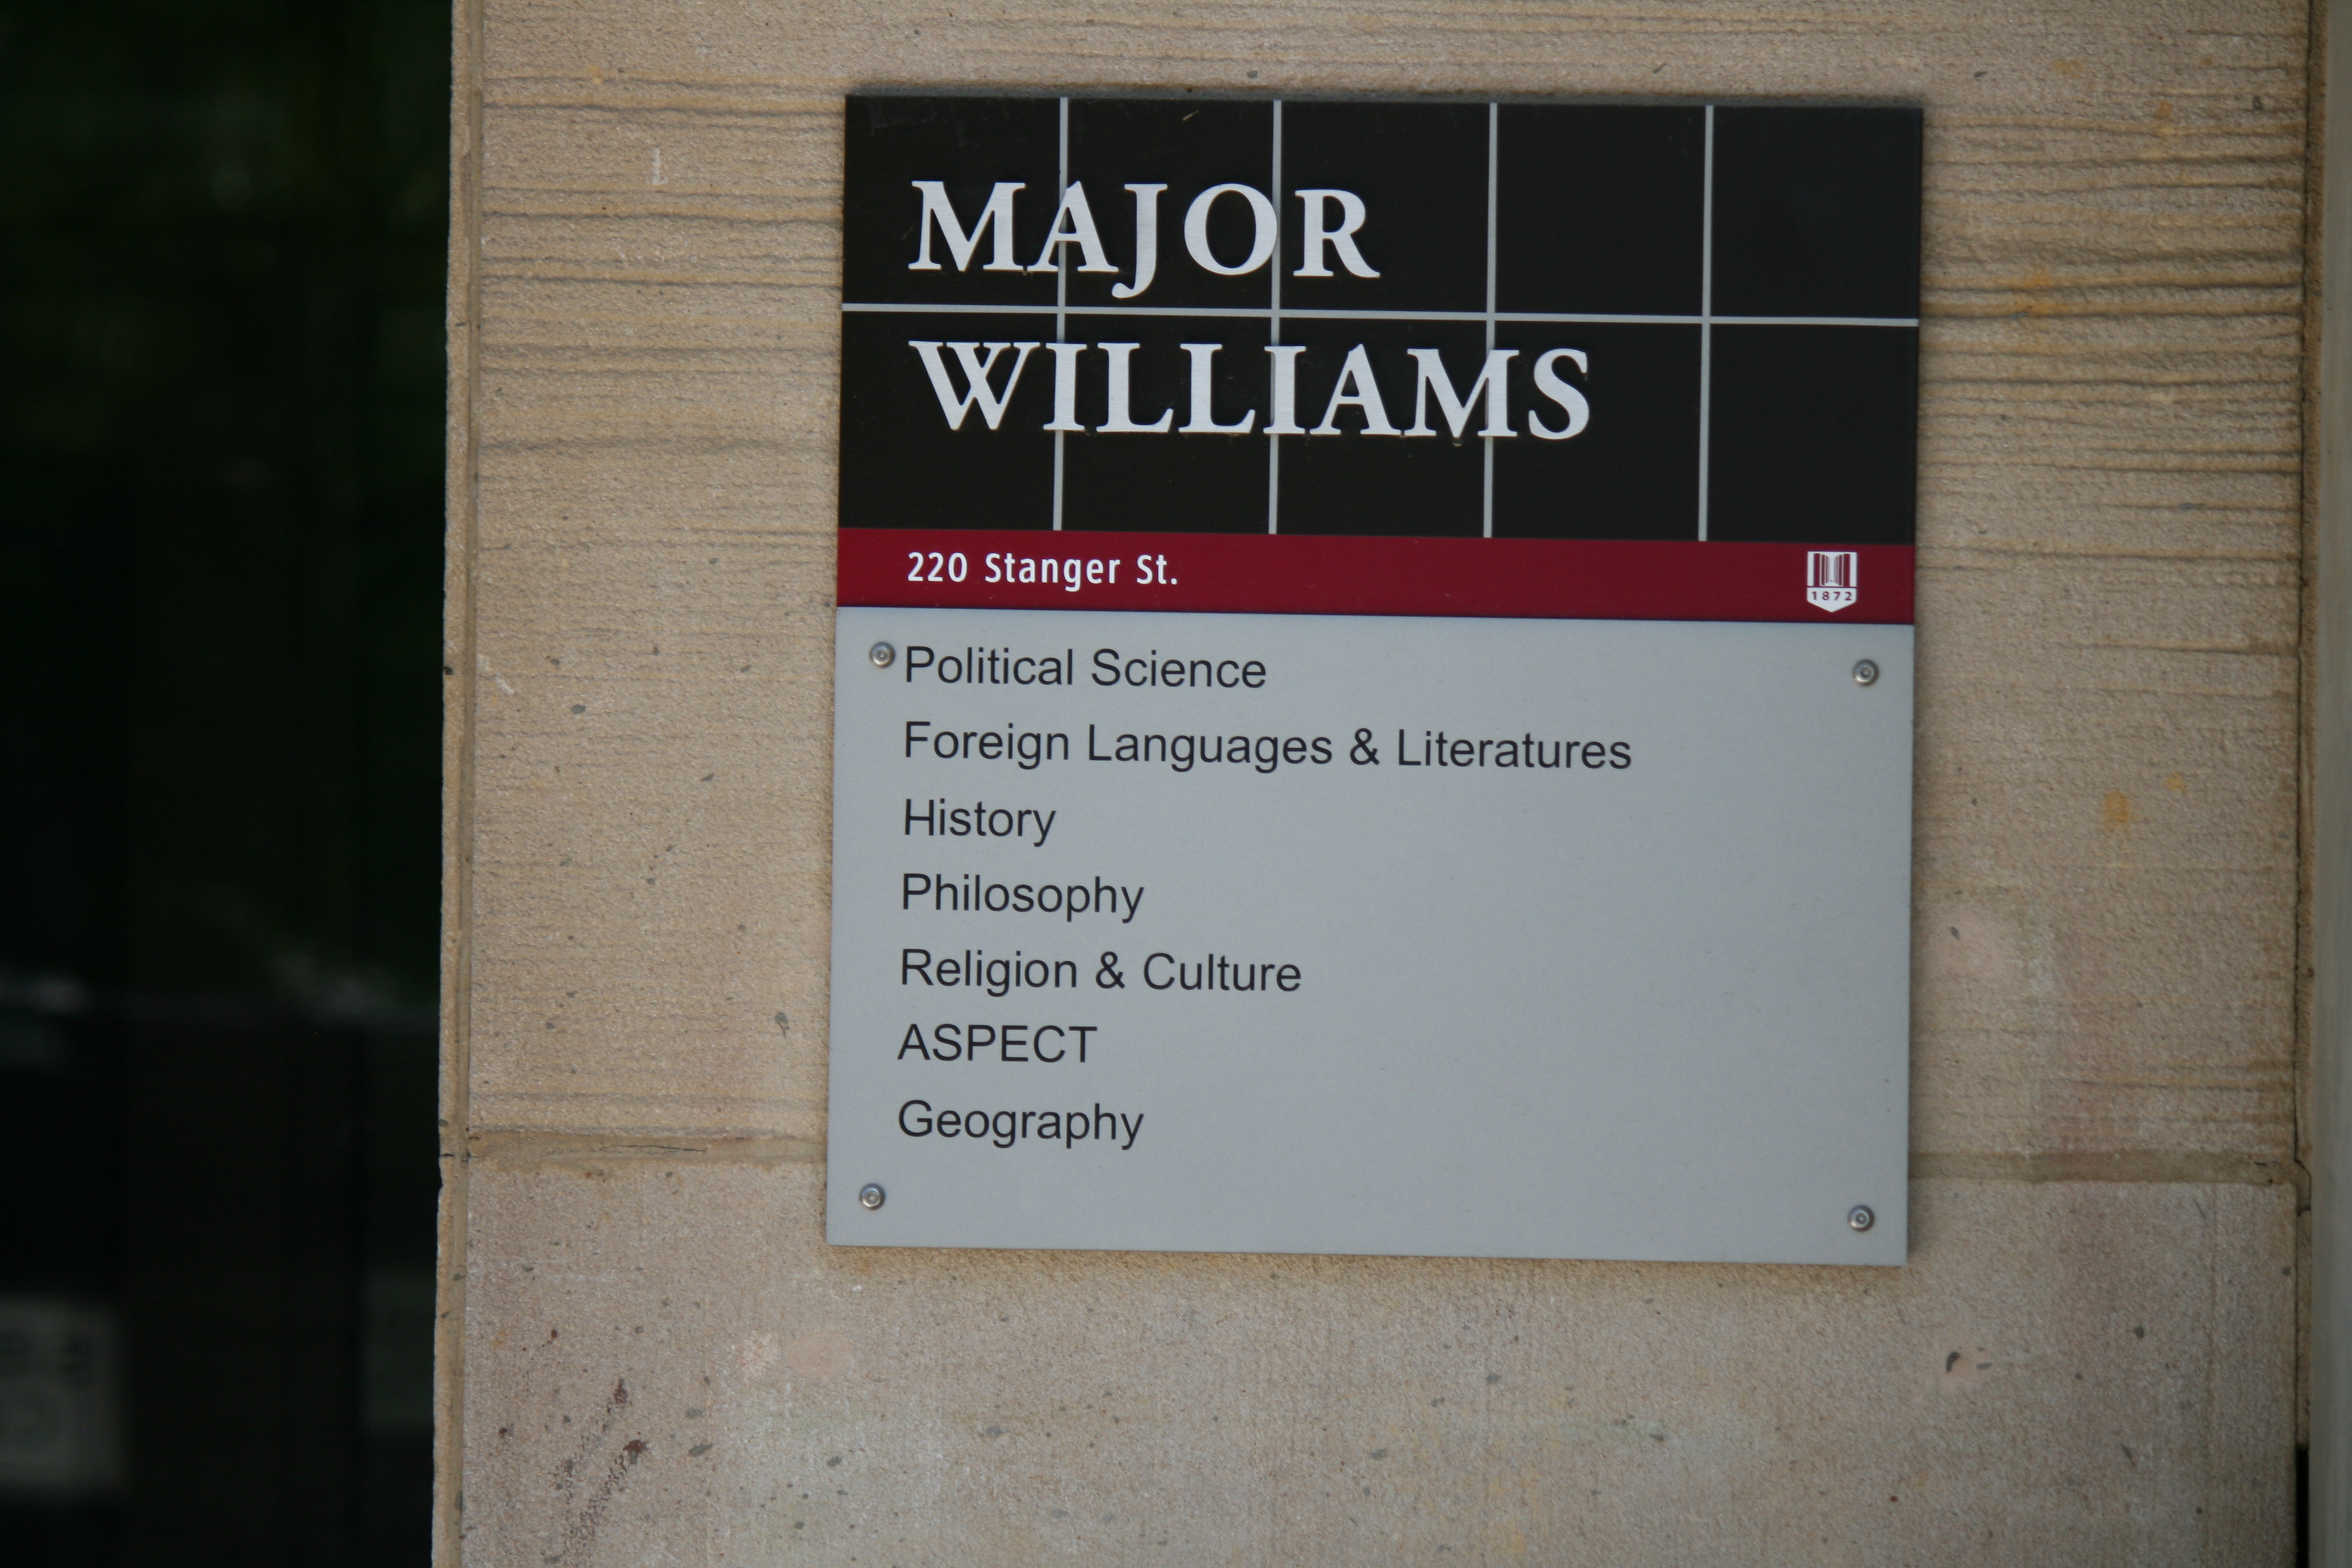 MAJOR
WILLIAMS
220 Stanger St.
1872
Political Science
Foreign Languages & Literatures
History
Philosophy
Religion & Culture
ASPECT
Geography